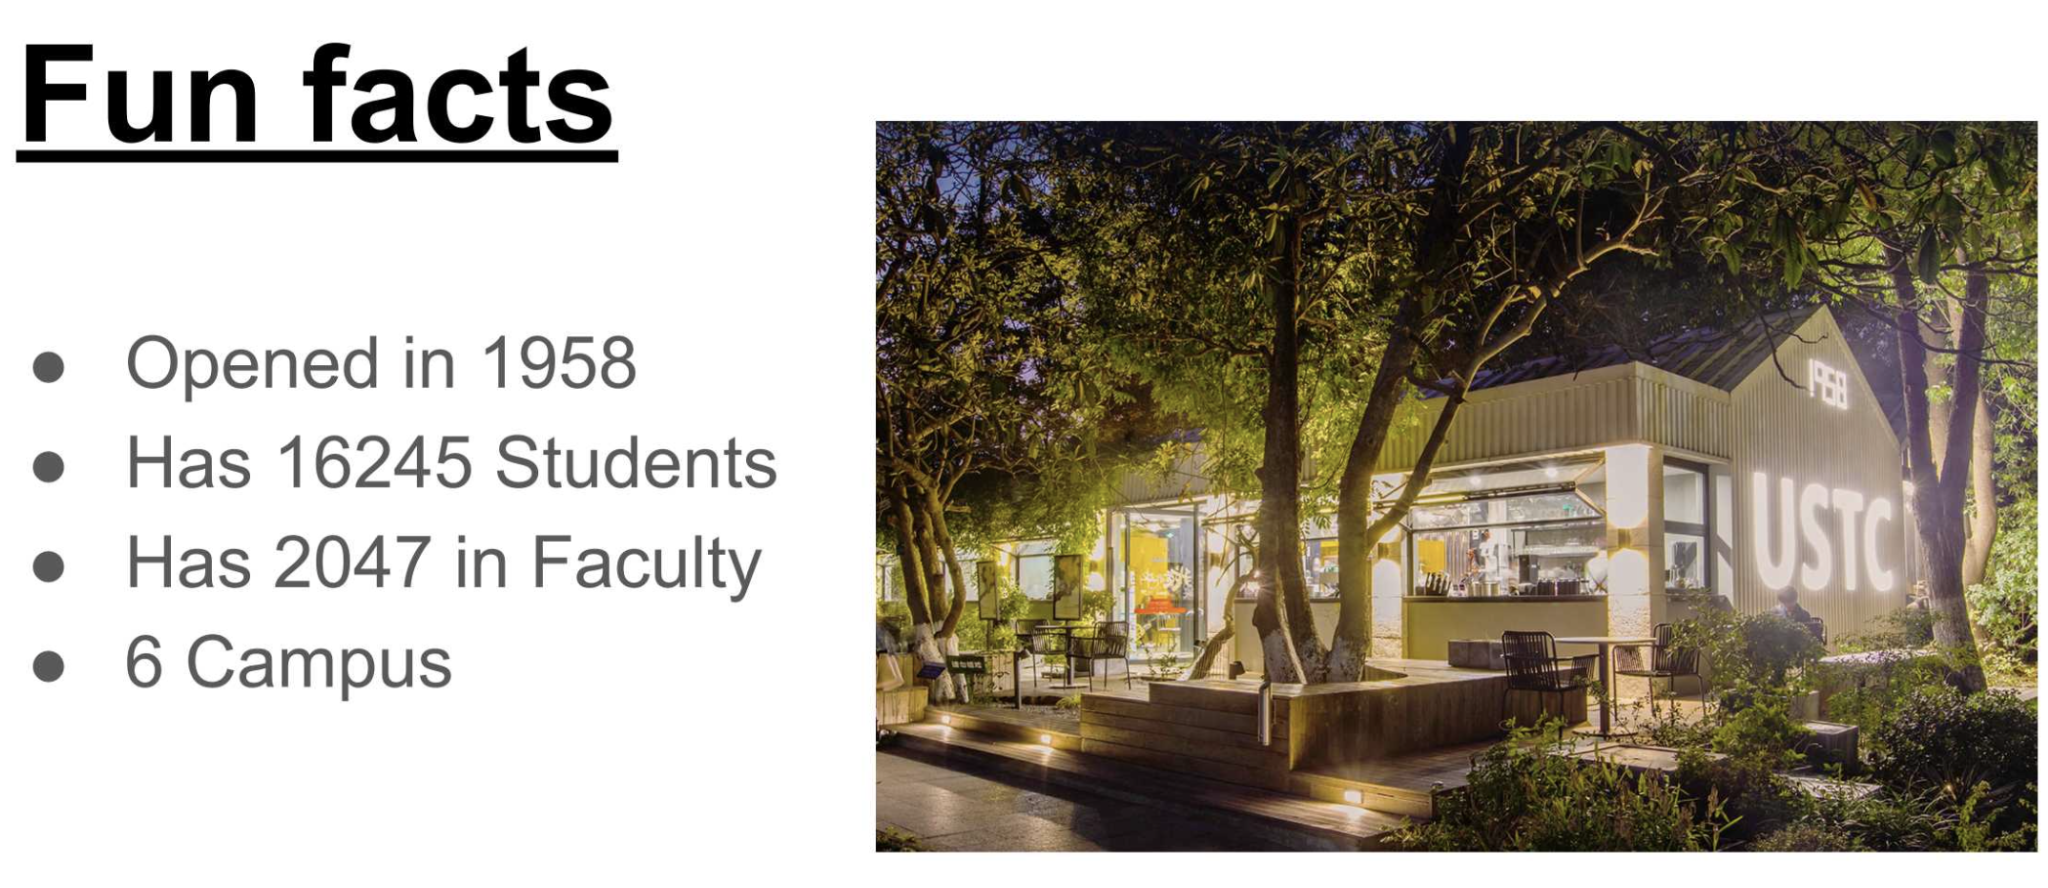 Fun facts
● Opened in 1958
● Has 16245 Students
● Has 2047 in Faculty
● 6 Campus
1958
USTC